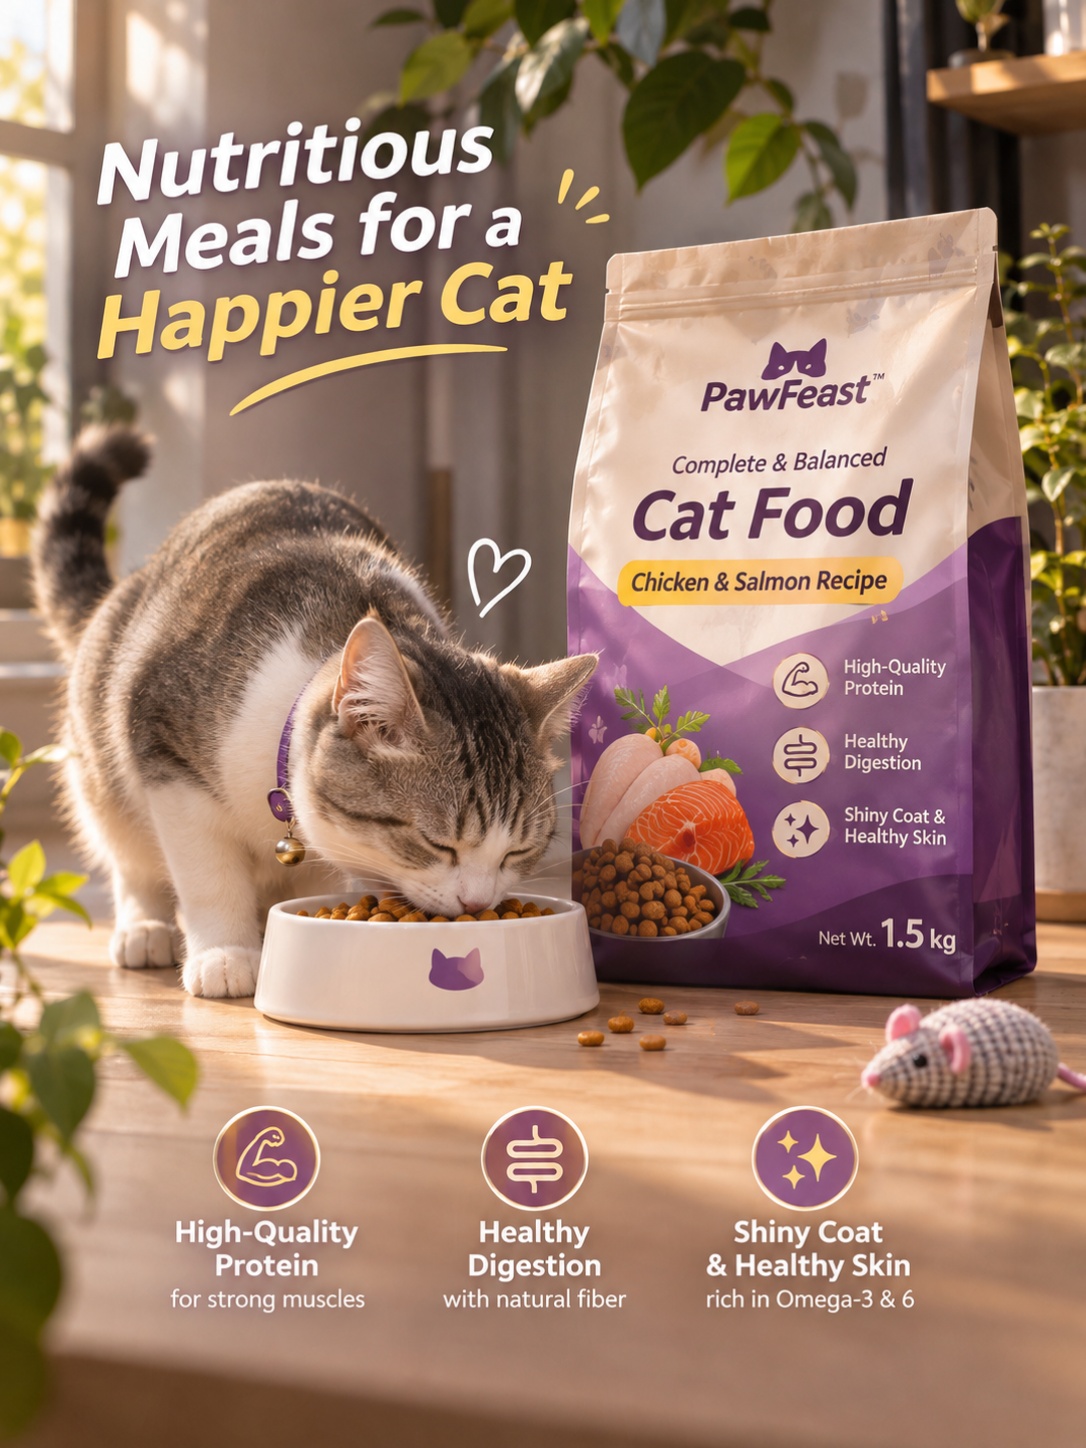 Nutritious
Meals for a
Happier Cat
PawFeast™
Complete & Balanced
Cat Food
Chicken & Salmon Recipe
High-Quality
Protein
Healthy
Digestion
Shiny Coat &
Healthy Skin
Net Wt. 1.5 kg
High-Quality
Protein
for strong muscles
Healthy
Digestion
with natural fiber
Shiny Coat
& Healthy Skin
rich in Omega-3 & 6